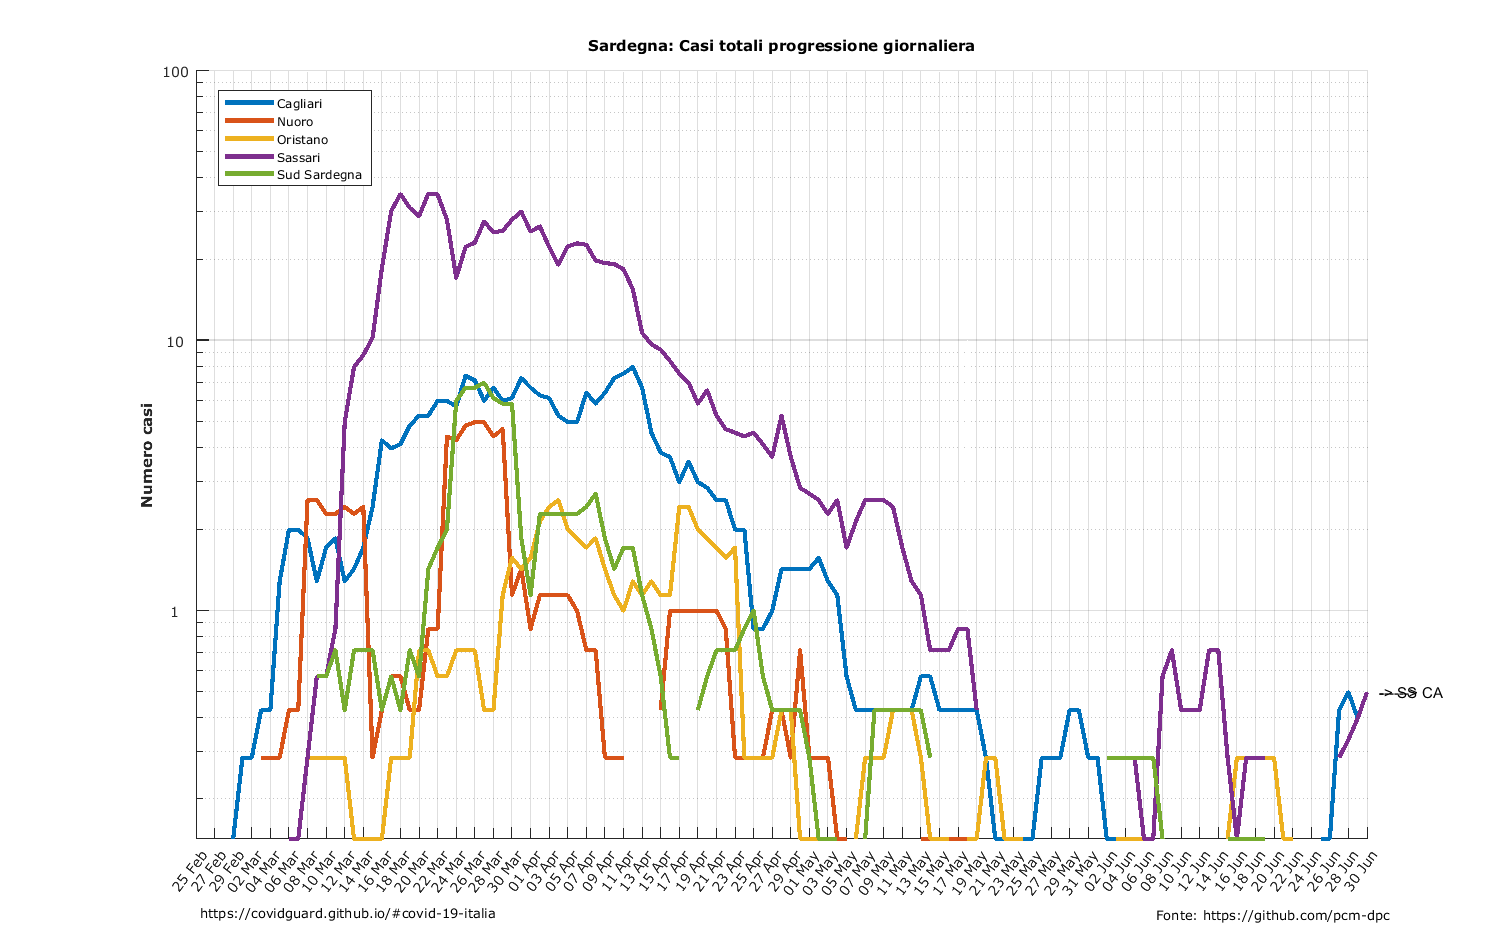 Sardegna: Casi totali progressione giornaliera
100
10
1
Numero casi
Cagliari
Nuoro
Oristano
Sassari
Sud Sardegna
-> SS CA
25 Feb
27 Feb
29 Feb
02 Mar
04 Mar
06 Mar
08 Mar
10 Mar
12 Mar
14 Mar
16 Mar
18 Mar
20 Mar
22 Mar
24 Mar
26 Mar
28 Mar
30 Mar
01 Apr
03 Apr
05 Apr
07 Apr
09 Apr
11 Apr
13 Apr
15 Apr
17 Apr
19 Apr
21 Apr
23 Apr
25 Apr
27 Apr
29 Apr
01 May
03 May
05 May
07 May
09 May
11 May
13 May
15 May
17 May
19 May
21 May
23 May
25 May
27 May
29 May
31 May
02 Jun
04 Jun
06 Jun
08 Jun
10 Jun
12 Jun
14 Jun
16 Jun
18 Jun
20 Jun
22 Jun
24 Jun
26 Jun
28 Jun
30 Jun
https://covidguard.github.io/#covid-19-italia
Fonte: https://github.com/pcm-dpc